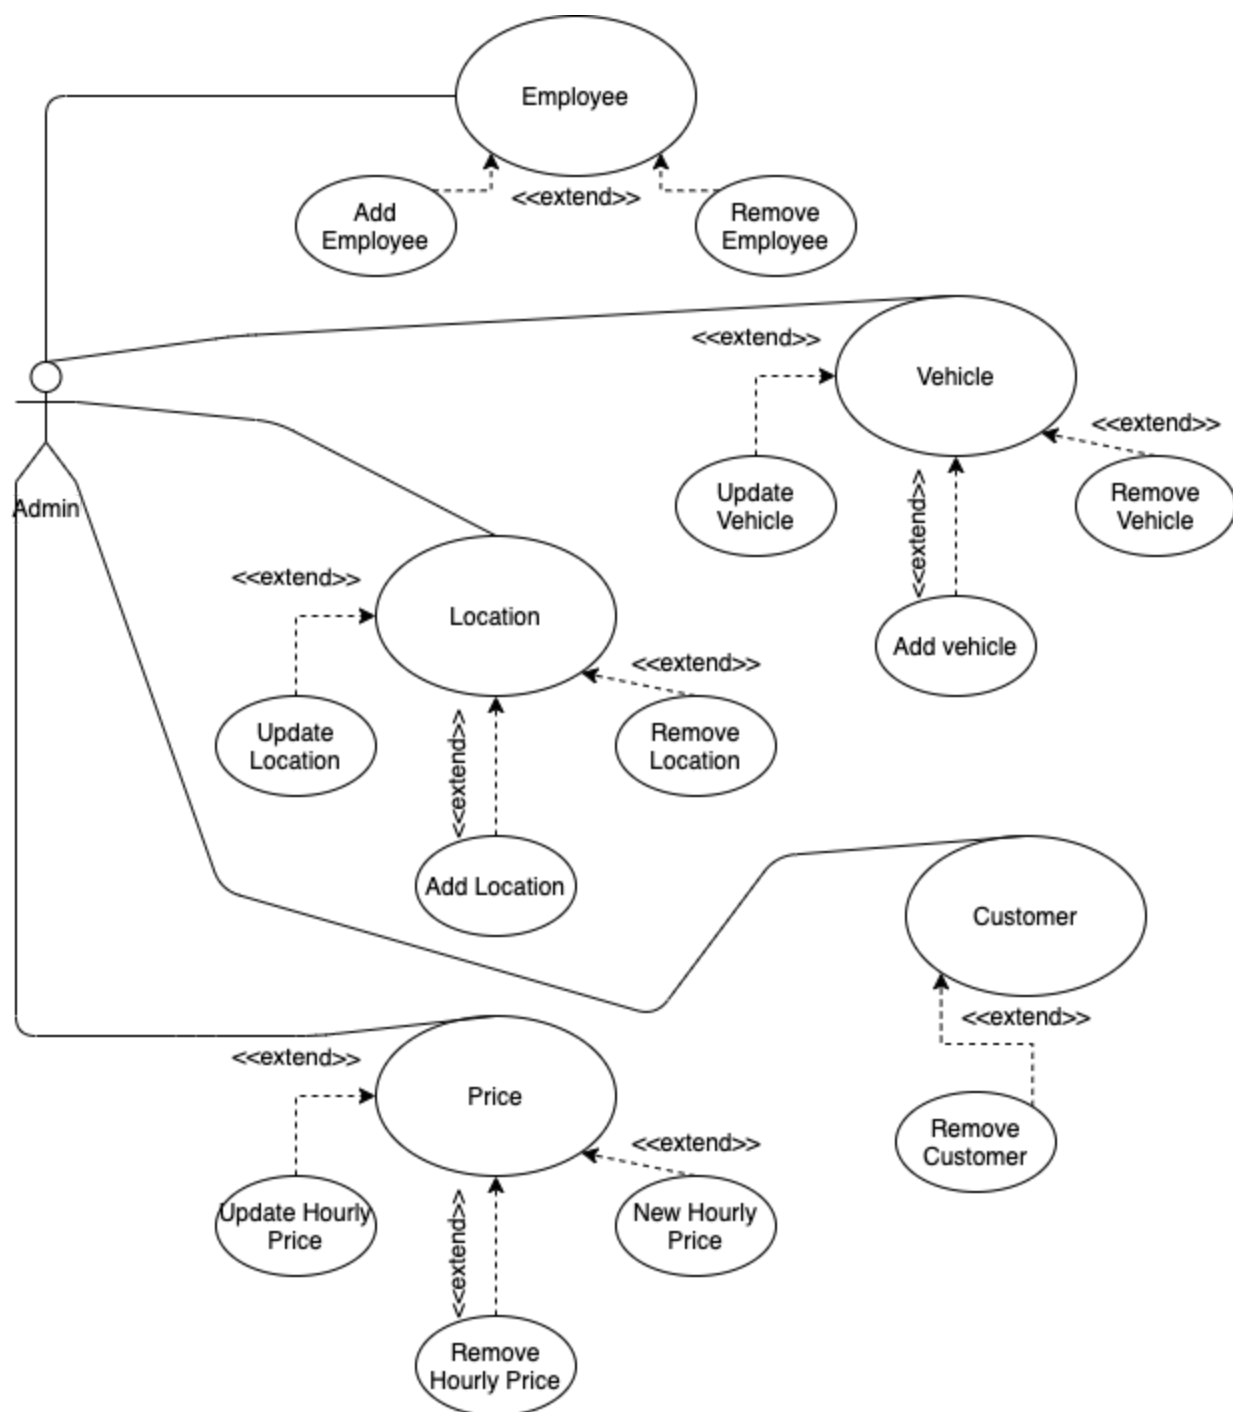 Employee
<<extend>>
Add
Employee
Remove
Employee
<<extend>>
Vehicle
<<extend>>
Update
Vehicle
<<extend>>
Remove
Vehicle
Admin
Add vehicle
<<extend>>
Location
<<extend>>
Update
Location
<<extend>>
Remove
Location
Add Location
Customer
<<extend>>
Remove
Customer
<<extend>>
Price
<<extend>>
Update Hourly
Price
<<extend>>
New Hourly
Price
Remove
Hourly Price